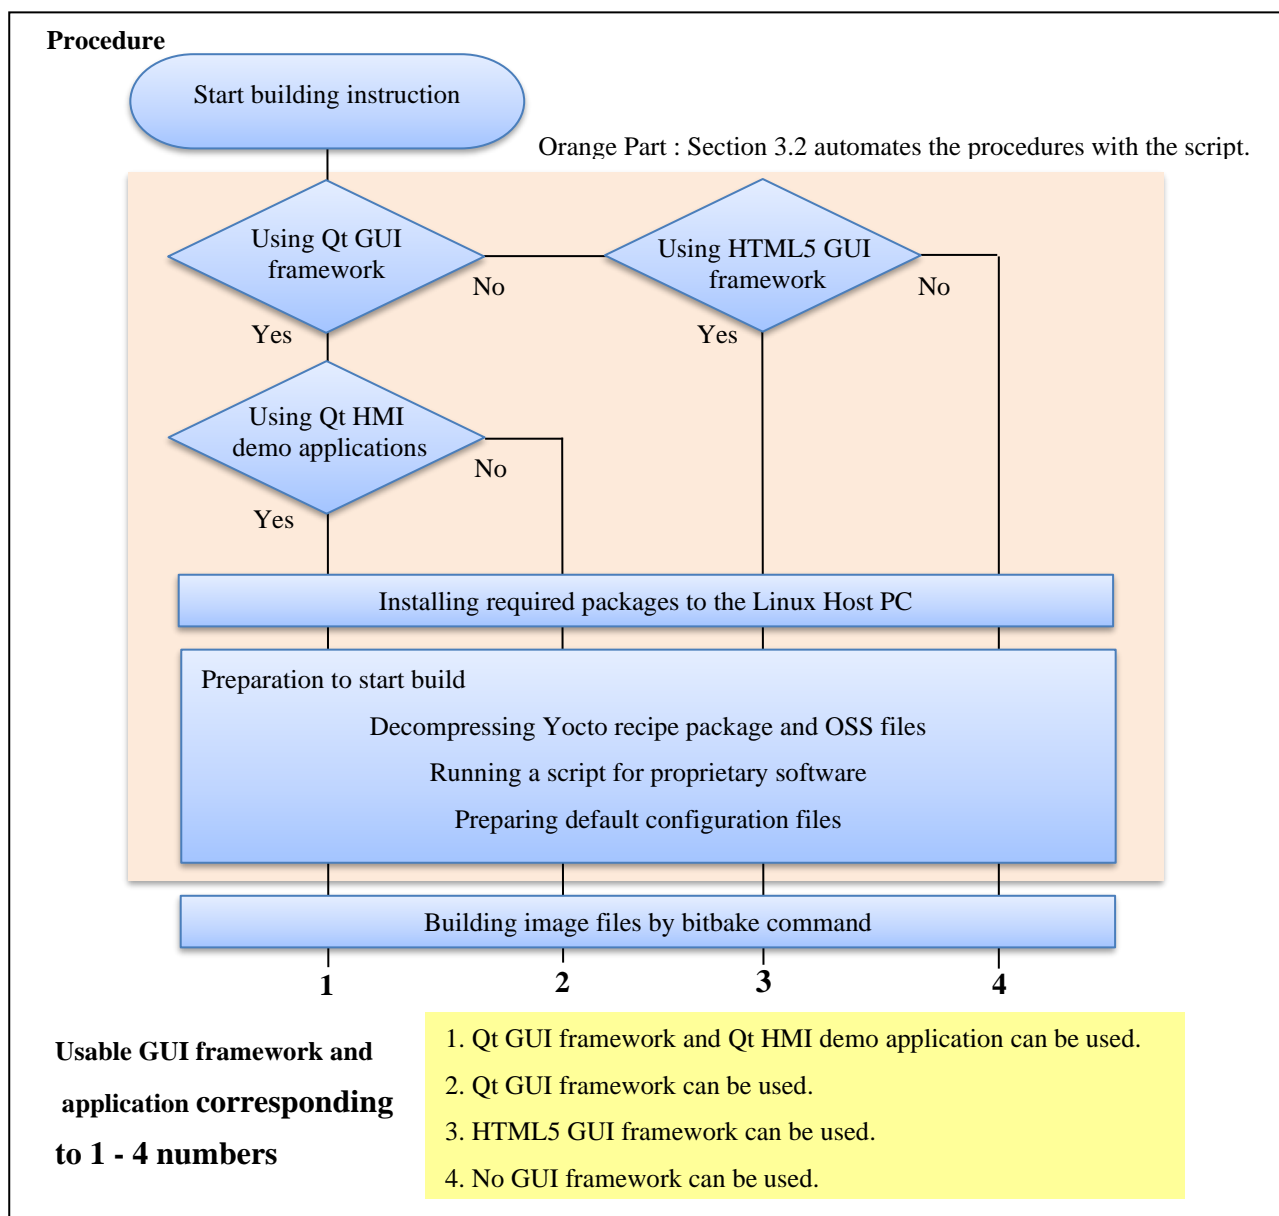 Procedure
Start building instruction
Orange Part : Section 3.2 automates the procedures with the script.
Using Qt GUI
framework
No
Yes
Using HTML5 GUI
framework
No
Yes
Using Qt HMI
demo applications
No
Yes
Installing required packages to the Linux Host PC
Preparation to start build
Decompressing Yocto recipe package and OSS files
Running a script for proprietary software
Preparing default configuration files
Building image files by bitbake command
1
2
3
4
Usable GUI framework and
application corresponding
to 1 - 4 numbers
1. Qt GUI framework and Qt HMI demo application can be used.
2. Qt GUI framework can be used.
3. HTML5 GUI framework can be used.
4. No GUI framework can be used.